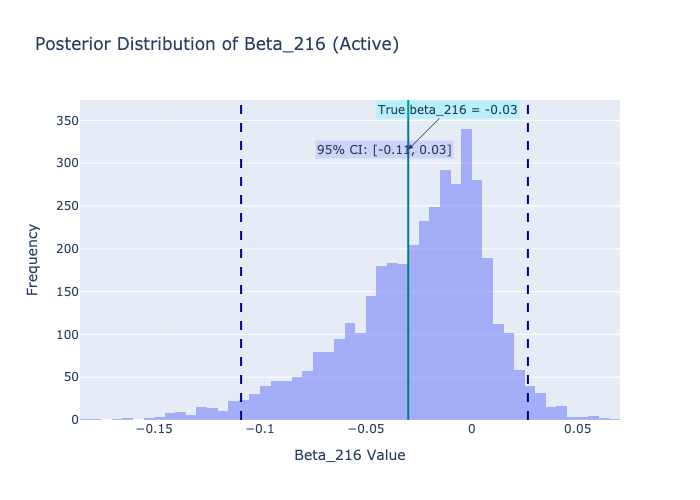 Posterior Distribution of Beta_216 (Active)
True beta_216 = -0.03
95% CI: [-0.11, 0.03]
350
300
250
200
150
100
50
0
Frequency
−0.15
−0.1
−0.05
0
0.05
Beta_216 Value